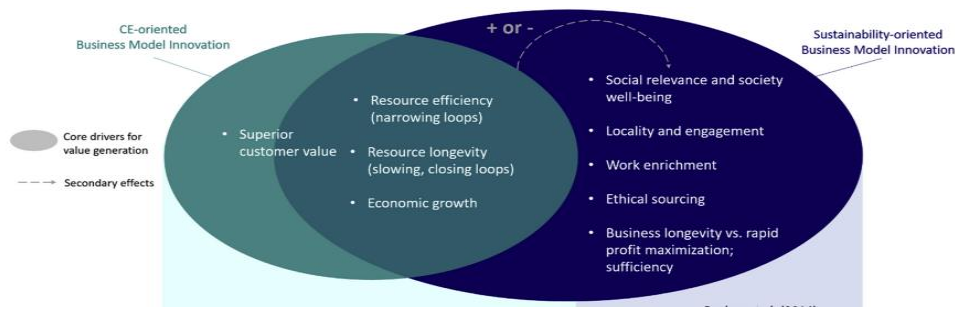 + or -
CE-oriented
Business Model Innovation
Sustainability-oriented
Business Model Innovation
Core drivers for
value generation
Secondary effects
• Superior
customer value
• Resource efficiency
(narrowing loops)
• Resource longevity
(slowing, closing loops)
• Economic growth
• Social relevance and society
well-being
• Locality and engagement
• Work enrichment
• Ethical sourcing
• Business longevity vs. rapid
profit maximization;
sufficiency